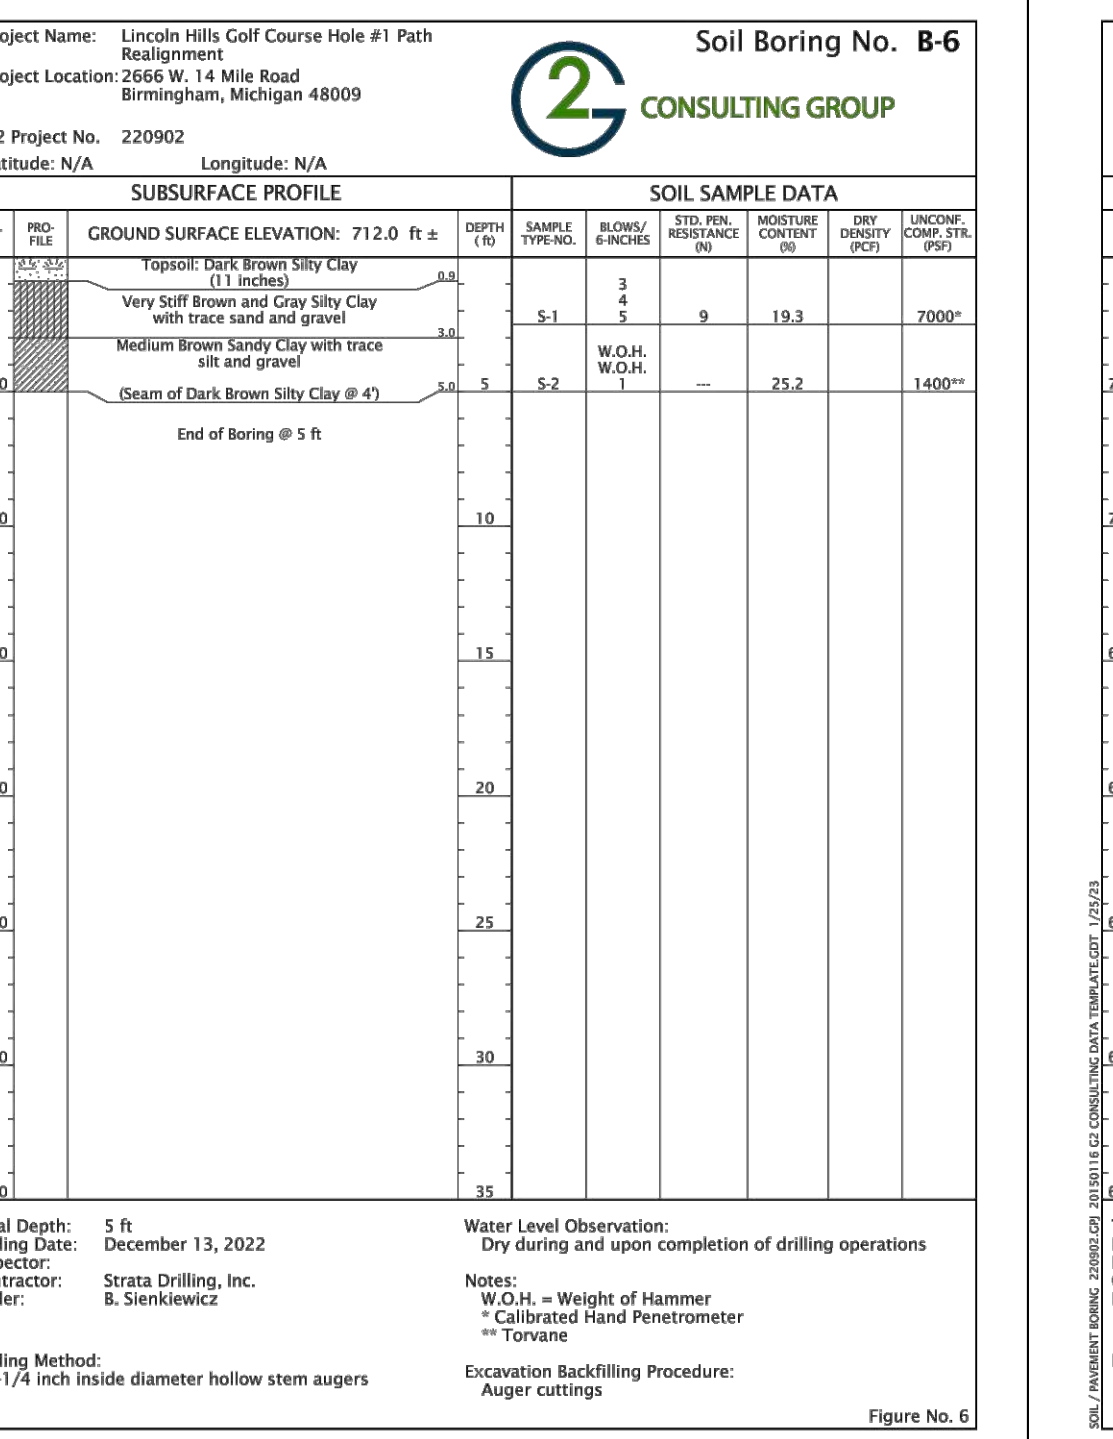 oject Name: Lincoln Hills Golf Course Hole #1 Path
Realignment
oject Location: 2666 W. 14 Mile Road
Birmingham, Michigan 48009
2 Project No. 220902
titude: N/A Longitude: N/A
Soil Boring No. B-6
G2 CONSULTING GROUP
SUBSURFACE PROFILE
SOIL SAMPLE DATA
PRO-
FILE
GROUND SURFACE ELEVATION: 712.0 ft ±
DEPTH
( ft)
SAMPLE
TYPE-NO.
BLOWS/
6-INCHES
STD. PEN.
RESISTANCE
(N)
MOISTURE
CONTENT
(%)
DRY
DENSITY
(PCF)
UNCONF.
COMP. STR.
(PSF)
Topsoil: Dark Brown Silty Clay
(11 inches)
0.9
Very Stiff Brown and Gray Silty Clay
with trace sand and gravel
3.0
3
4
S-1 5 9 19.3 7000*
Medium Brown Sandy Clay with trace
silt and gravel
(Seam of Dark Brown Silty Clay @ 4')
5.0
W.O.H.
W.O.H.
0 5 S-2 1 --- 25.2 1400**
End of Boring @ 5 ft
0 10
0 15
0 20
0 25
0 30
0 35
al Depth: 5 ft
ling Date: December 13, 2022
pector:
ntractor: Strata Drilling, Inc.
ler: B. Sienkiewicz
ling Method:
-1/4 inch inside diameter hollow stem augers
Water Level Observation:
Dry during and upon completion of drilling operations
Notes:
W.O.H. = Weight of Hammer
* Calibrated Hand Penetrometer
** Torvane
Excavation Backfilling Procedure:
Auger cuttings
Figure No. 6
SOIL / PAVEMENT BORING 220902.GPJ 20150116 G2 CONSULTING DATA TEMPLATE.GDT 1/25/23